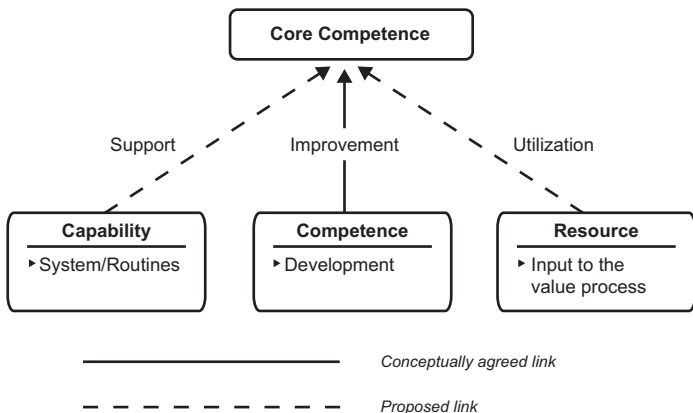 Core Competence
Support
Improvement
Utilization
Capability
System/Routines
Competence
Development
Resource
Input to the
value process
Conceptually agreed link
Proposed link